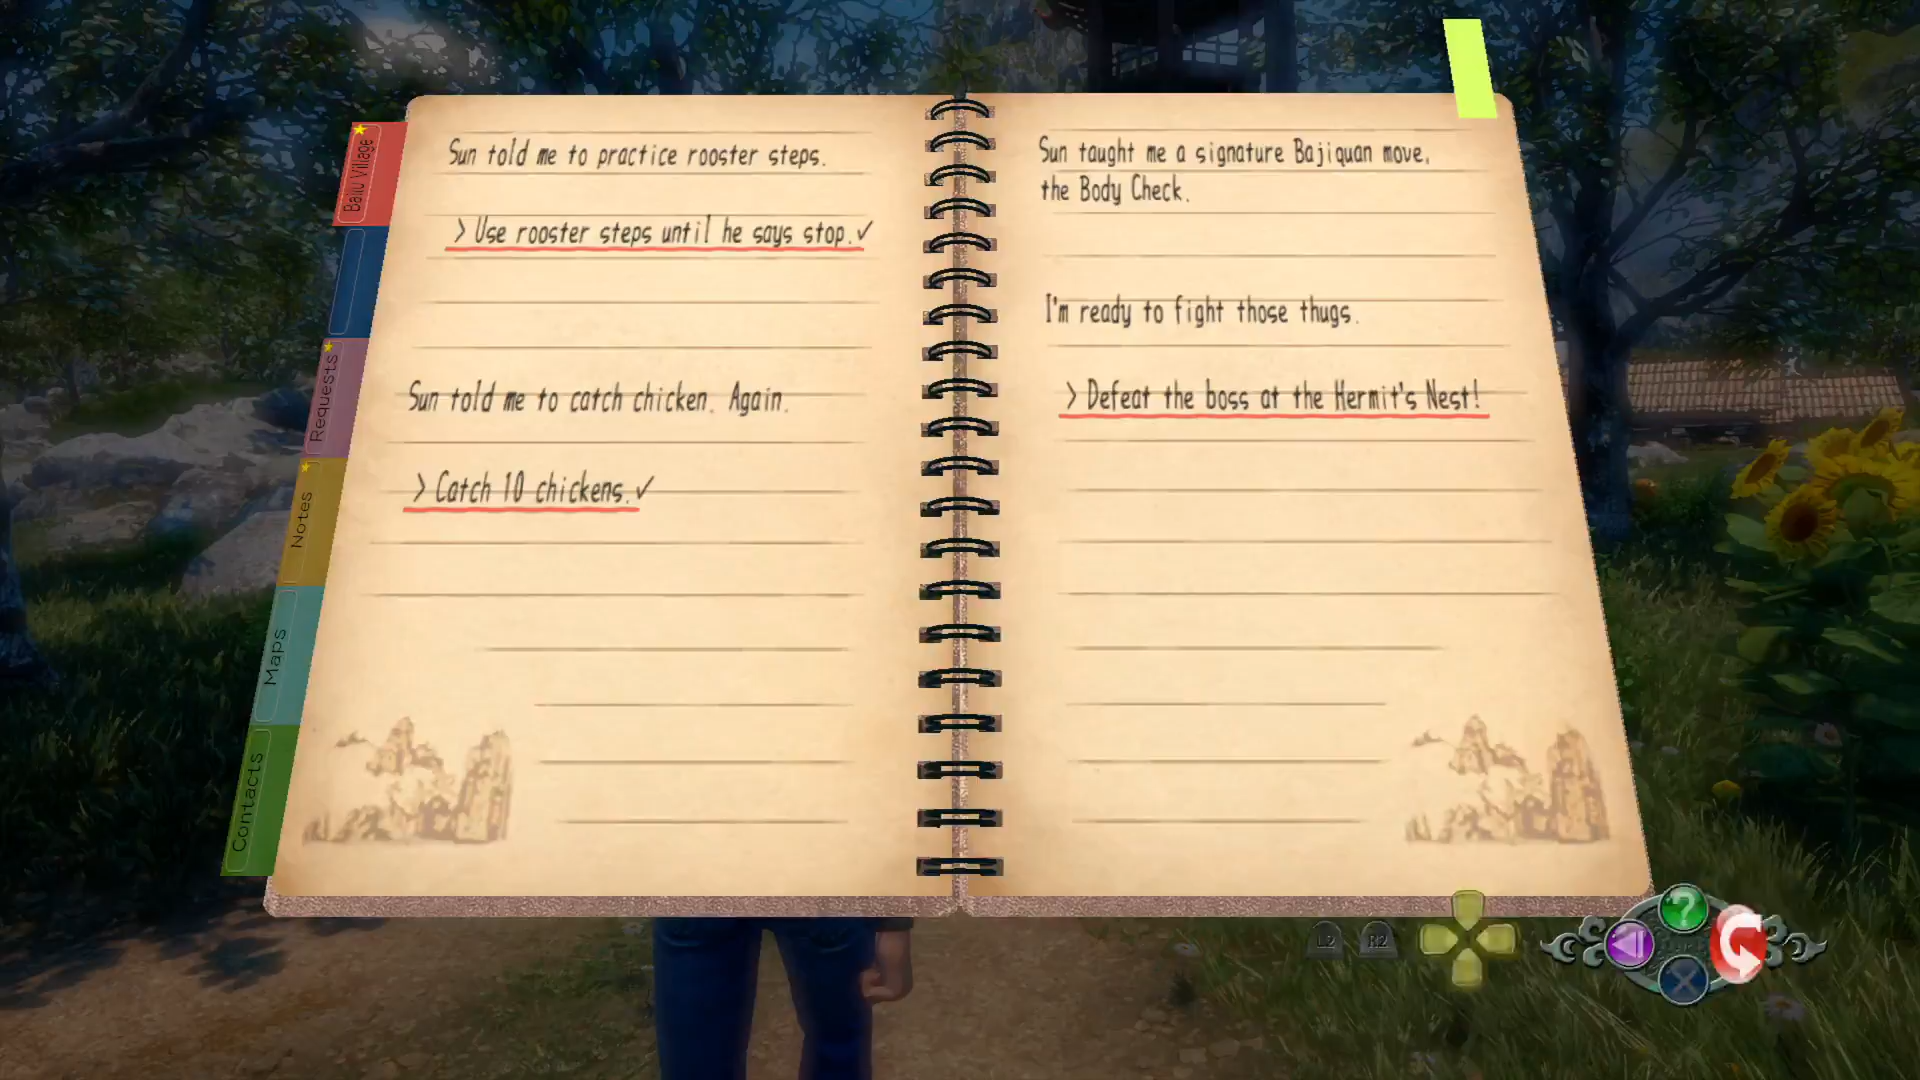 Sun told me to practice rooster steps.
> Use rooster steps until he says stop.✓
Sun told me to catch chicken. Again.
> Catch 10 chickens.✓
Sun taught me a signature Bajiquan move,
the Body Check.
I'm ready to fight those thugs.
> Defeat the boss at the Hermit's Nest!
Bailu Village
Requests
Notes
Maps
Contacts
L2
R2
?
X